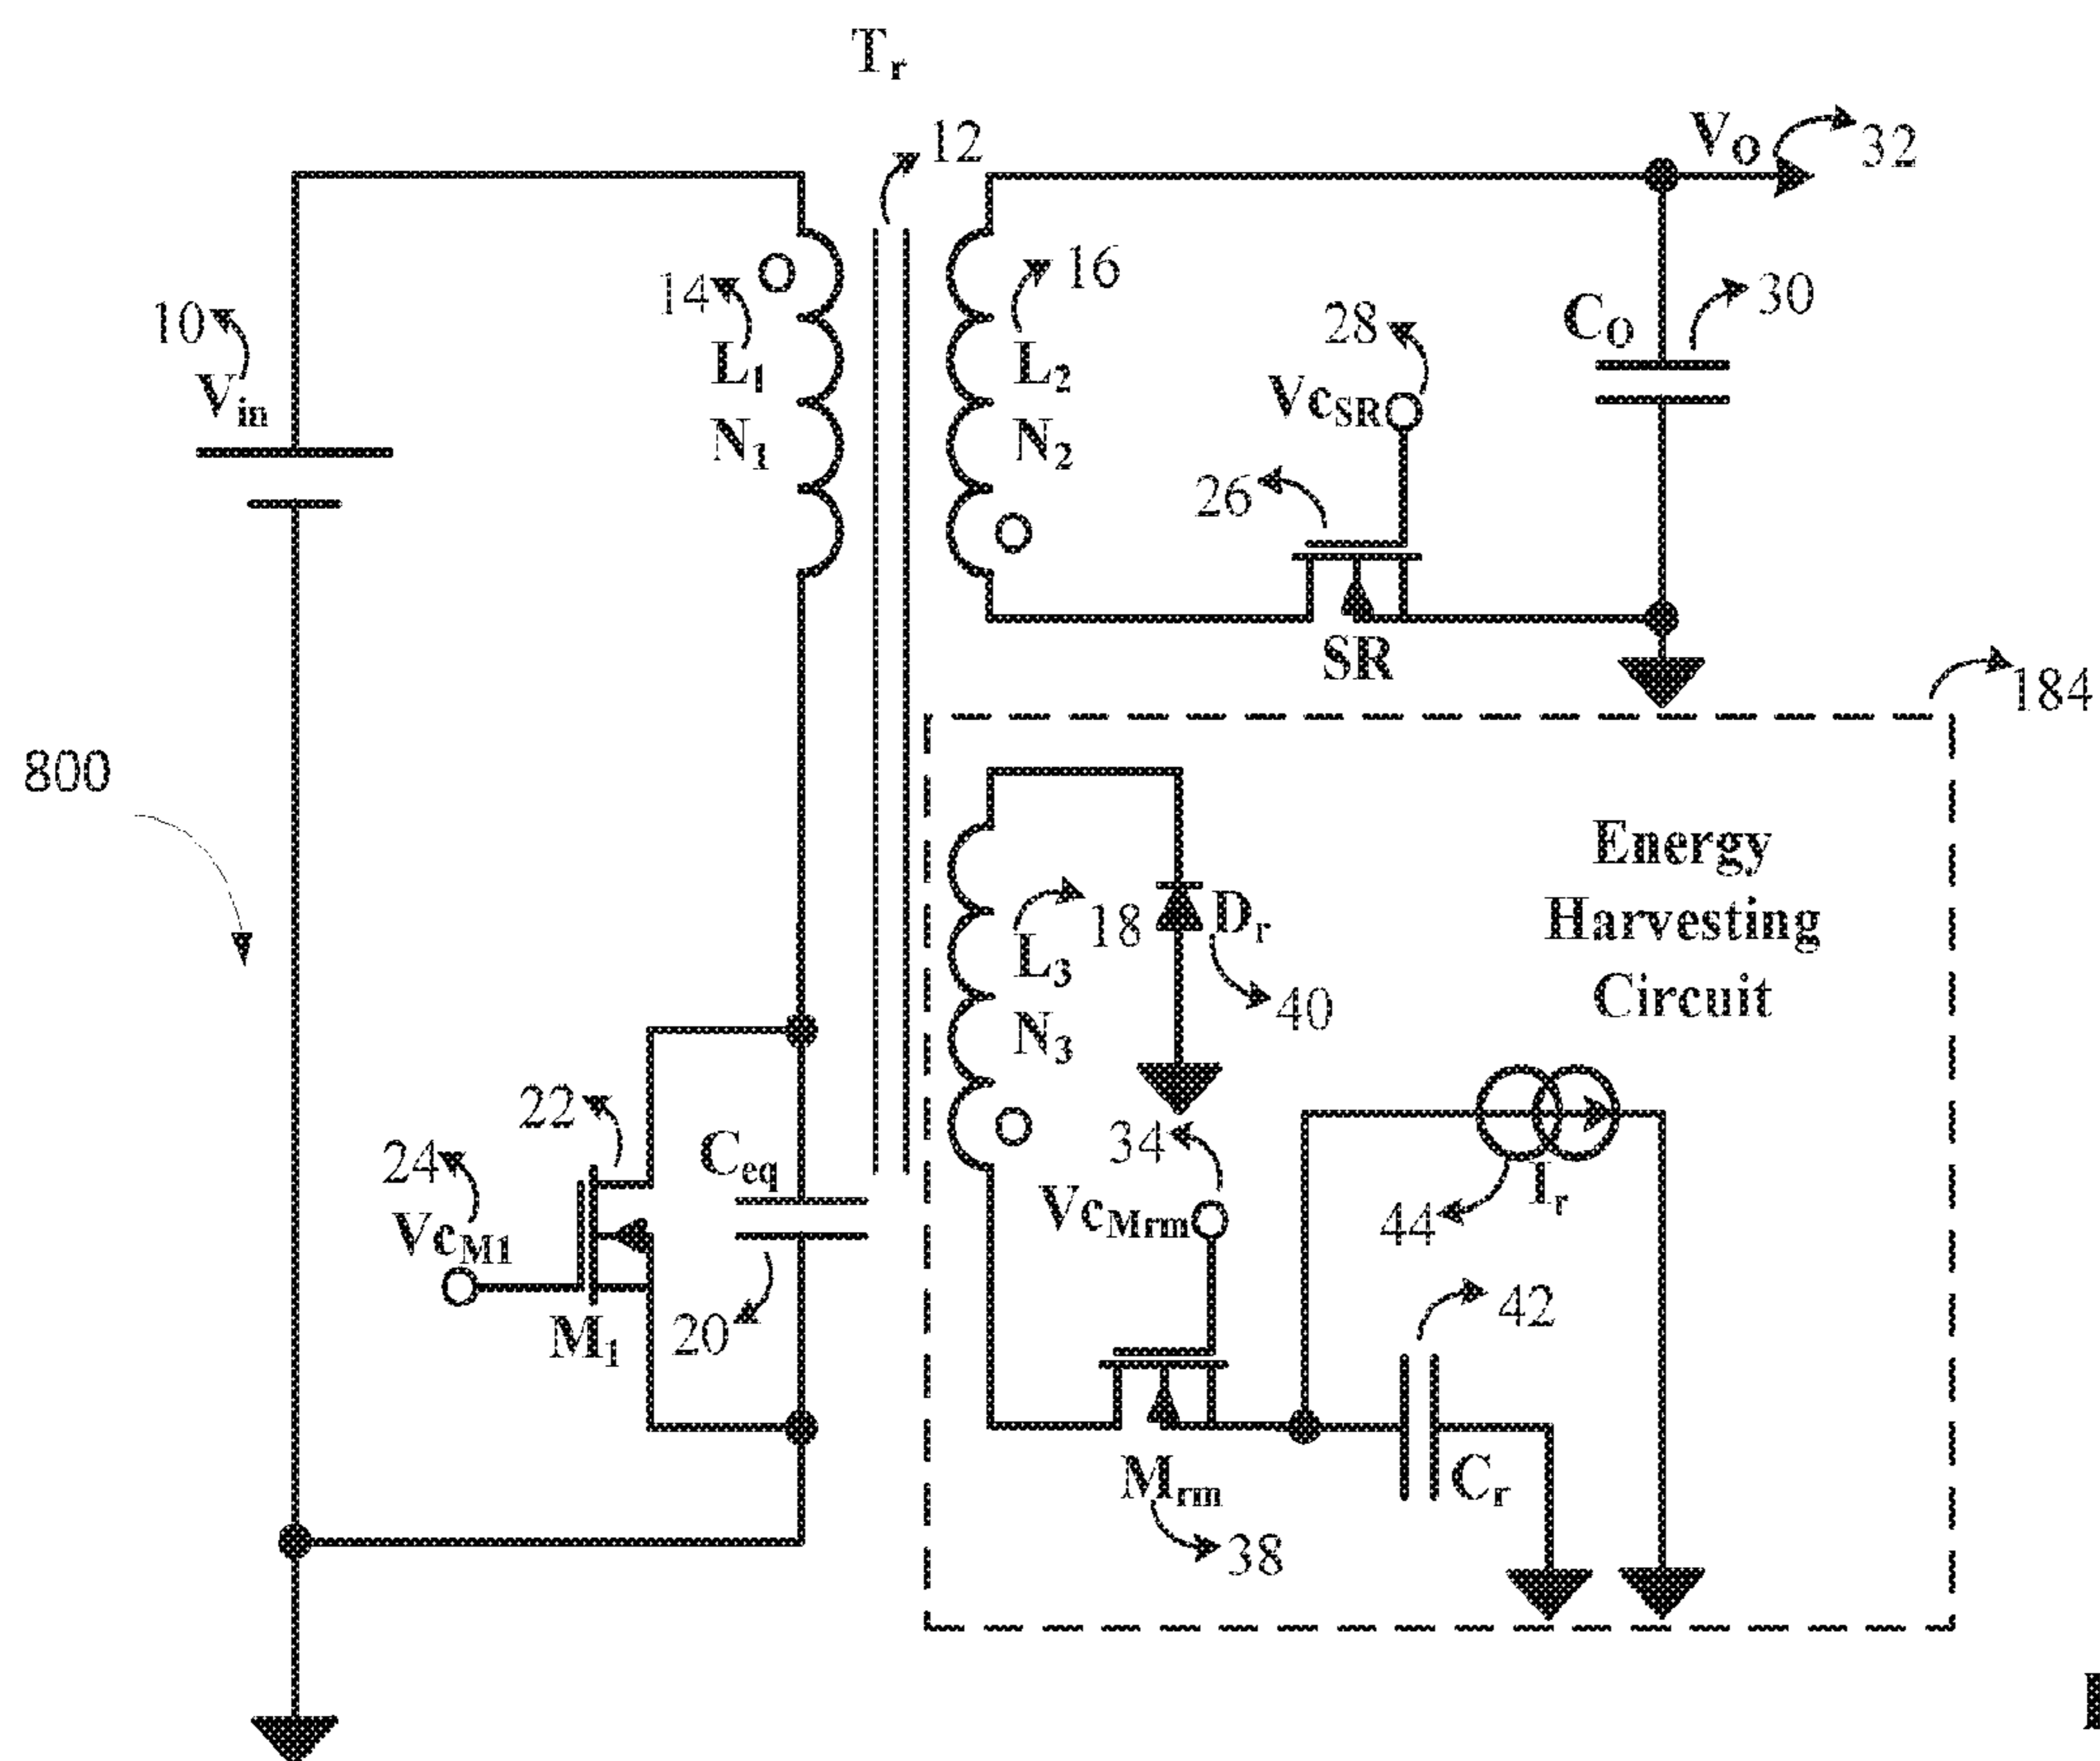 Tr
12
VO
32
10
Vin
14
L1
N1
16
L2
N2
28
VcSR
26
SR
CO
30
184
800
Energy
Harvesting
Circuit
18
L3
N3
Dr
40
22
24
VcM1
M1
Ceq
20
34
VcMrm
Mrm
38
Ir
44
42
Cr